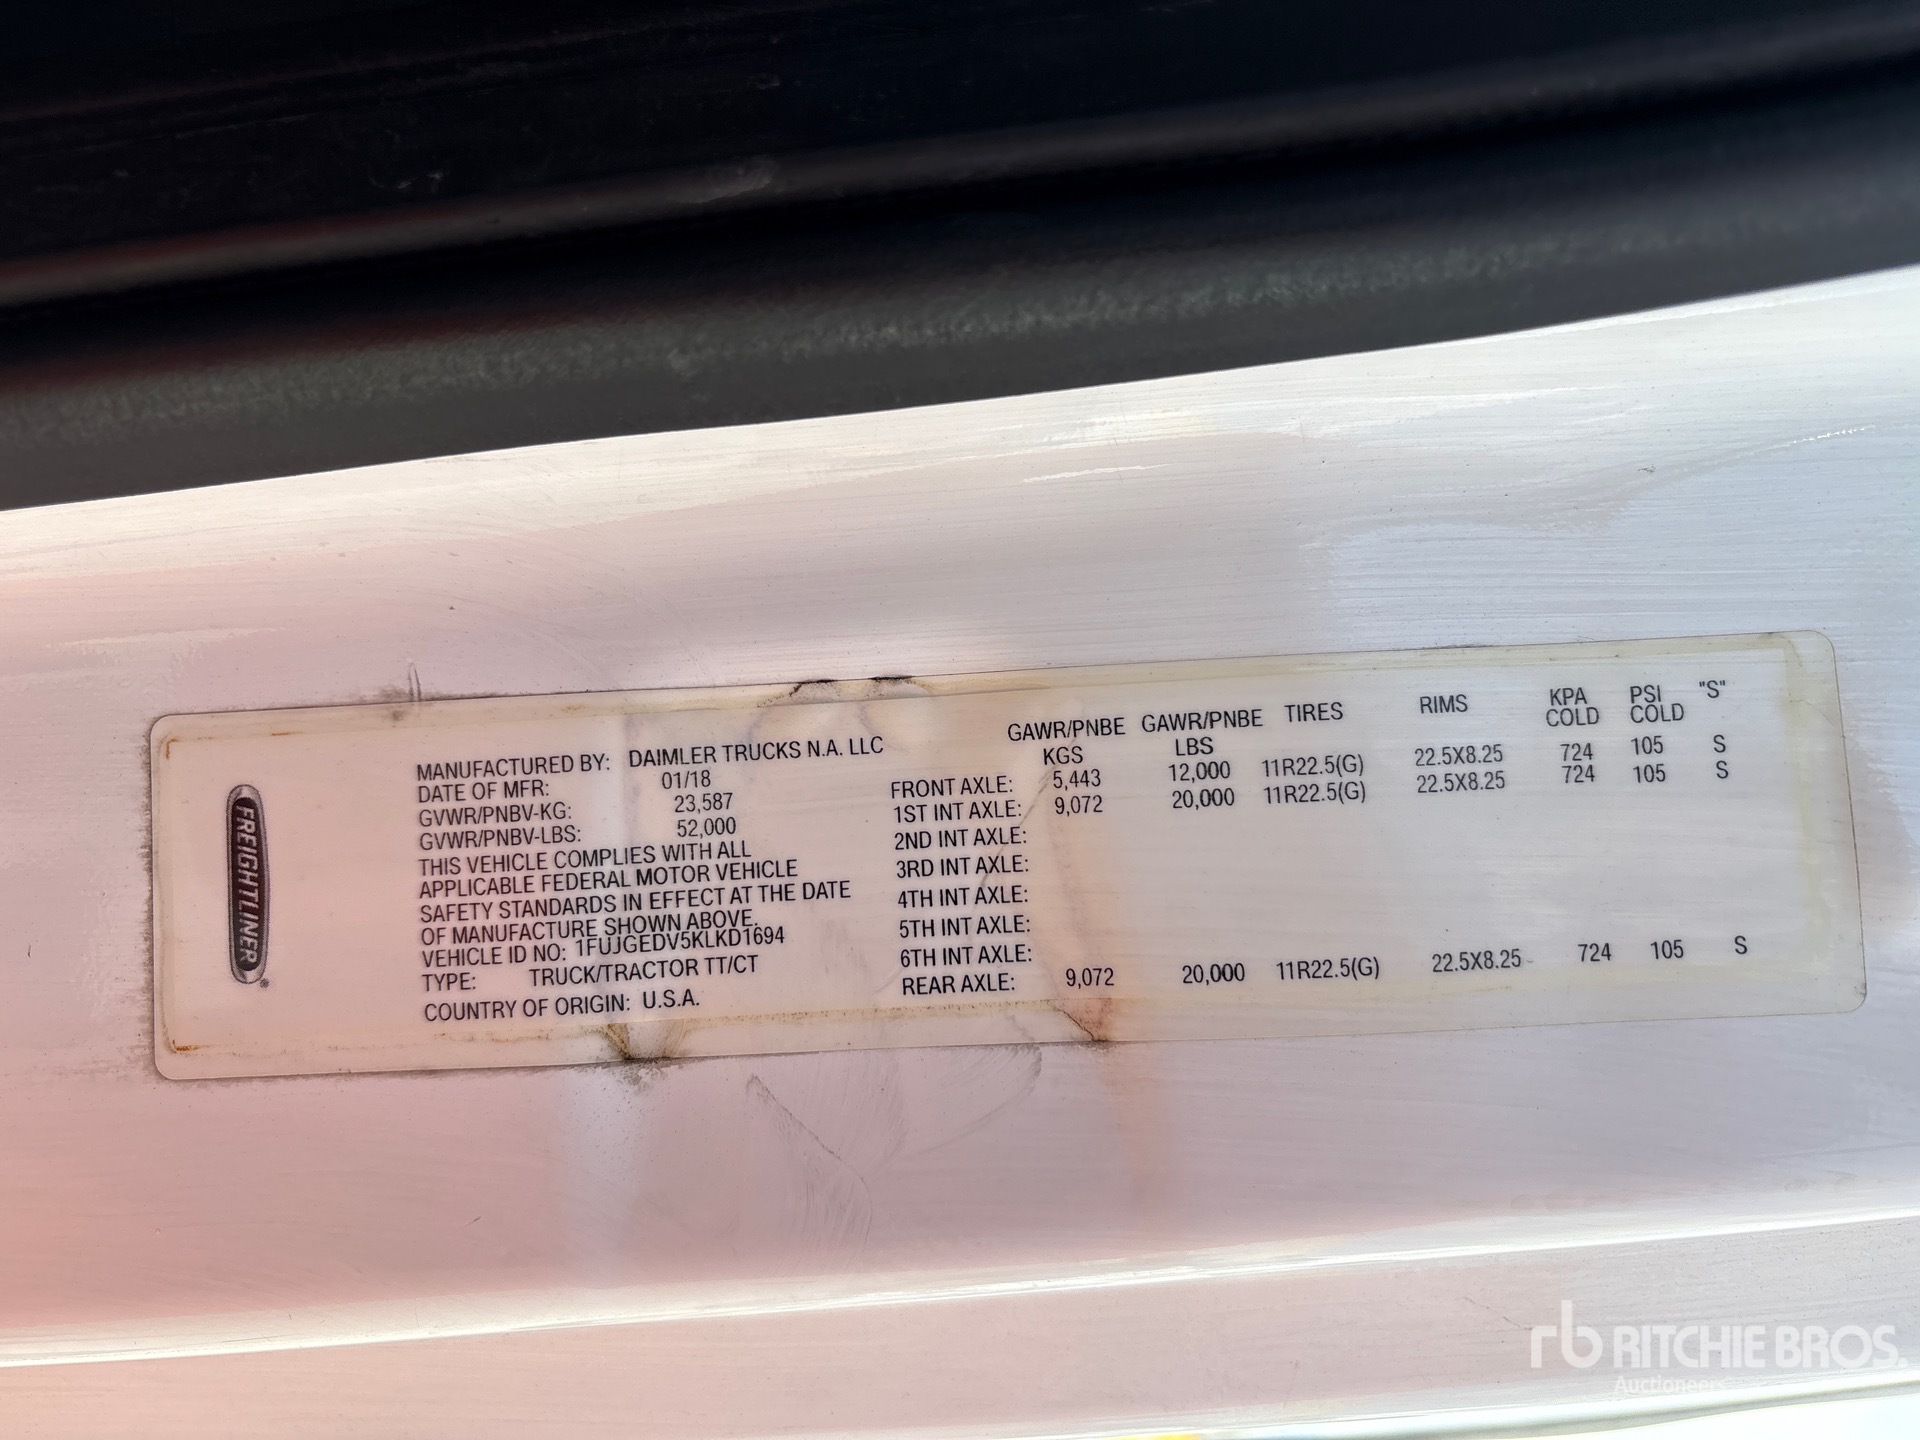 FREIGHTLINER ®
MANUFACTURED BY: DAIMLER TRUCKS N.A. LLC
DATE OF MFR: 01/18
GVWR/PNBV-KG: 23,587
GVWR/PNBV-LBS: 52,000
THIS VEHICLE COMPLIES WITH ALL
APPLICABLE FEDERAL MOTOR VEHICLE
SAFETY STANDARDS IN EFFECT AT THE DATE
OF MANUFACTURE SHOWN ABOVE.
VEHICLE ID NO: 1FUJGEDV5KLKD1694
TYPE: TRUCK/TRACTOR TT/CT
COUNTRY OF ORIGIN: U.S.A.
GAWR/PNBE GAWR/PNBE TIRES RIMS KPA PSI "S"
KGS LBS COLD COLD
FRONT AXLE: 5,443 12,000 11R22.5(G) 22.5X8.25 724 105 S
1ST INT AXLE: 9,072 20,000 11R22.5(G) 22.5X8.25 724 105 S
2ND INT AXLE:
3RD INT AXLE:
4TH INT AXLE:
5TH INT AXLE:
6TH INT AXLE:
REAR AXLE: 9,072 20,000 11R22.5(G) 22.5X8.25 724 105 S
rb RITCHIE BROS.
Auctioneers